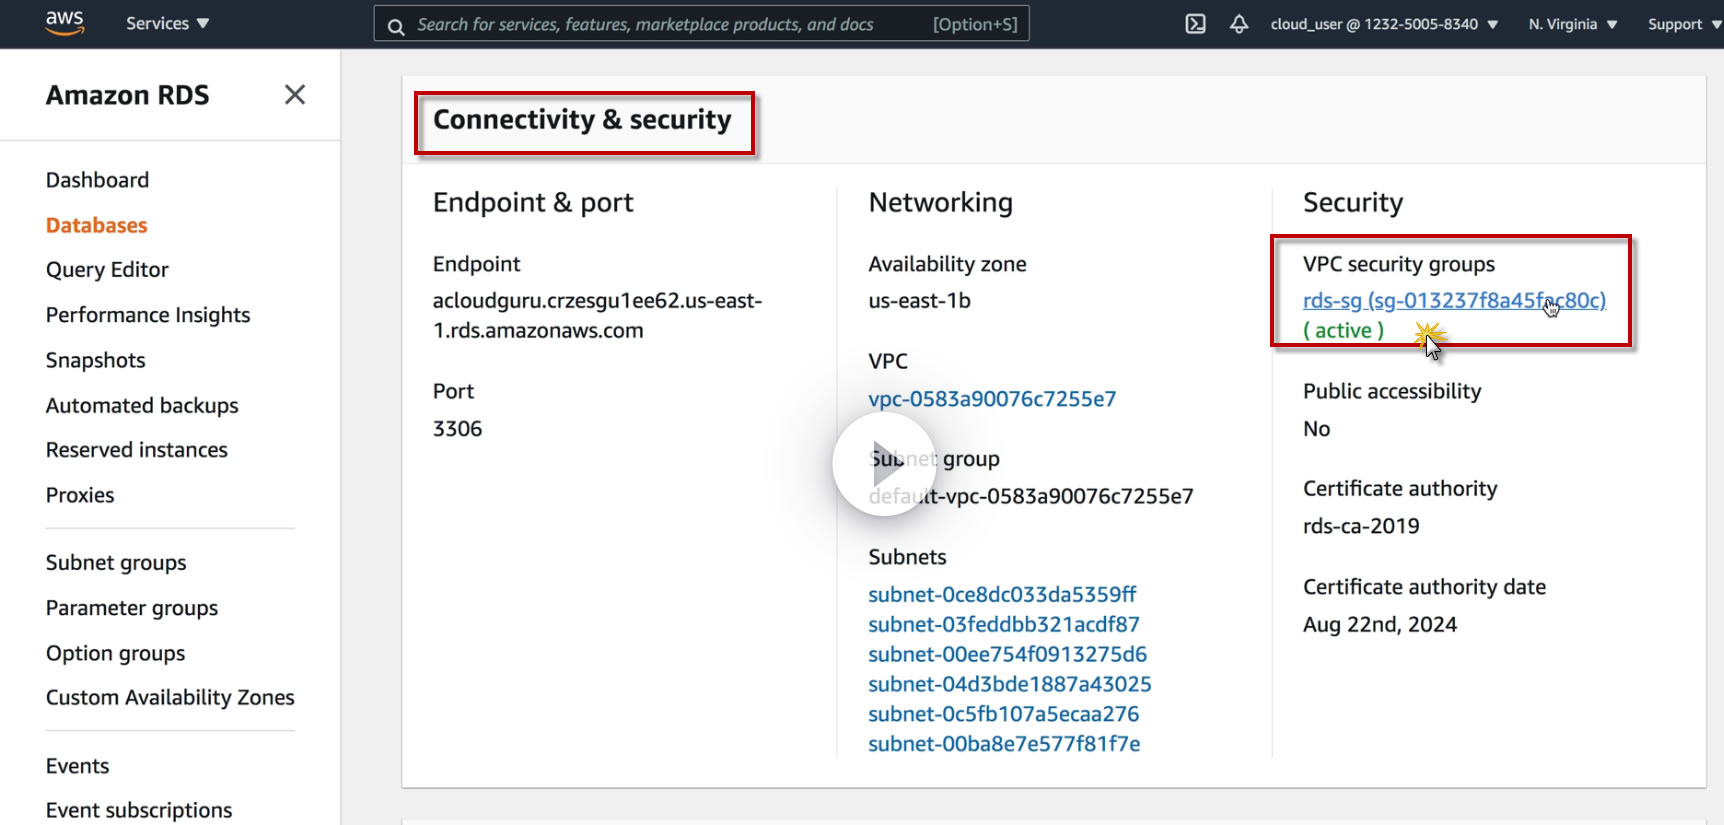 aws
Services
Search for services, features, marketplace products, and docs
[Option+S]
cloud_user @ 1232-5005-8340
N. Virginia
Support
Amazon RDS
Dashboard
Databases
Query Editor
Performance Insights
Snapshots
Automated backups
Reserved instances
Proxies
Subnet groups
Parameter groups
Option groups
Custom Availability Zones
Events
Event subscriptions
Connectivity & security
Endpoint & port
Endpoint
acloudguru.crzesgu1ee62.us-east-
1.rds.amazonaws.com
Port
3306
Networking
Availability zone
us-east-1b
VPC
vpc-0583a90076c7255e7
Subnet group
default-vpc-0583a90076c7255e7
Subnets
subnet-0ce8dc033da5359ff
subnet-03feddbb321acdf87
subnet-00ee754f0913275d6
subnet-04d3bde1887a43025
subnet-0c5fb107a5ecaa276
subnet-00ba8e7e577f81f7e
Security
VPC security groups
rds-sg (sg-013237f8a45fac80c)
( active )
Public accessibility
No
Certificate authority
rds-ca-2019
Certificate authority date
Aug 22nd, 2024